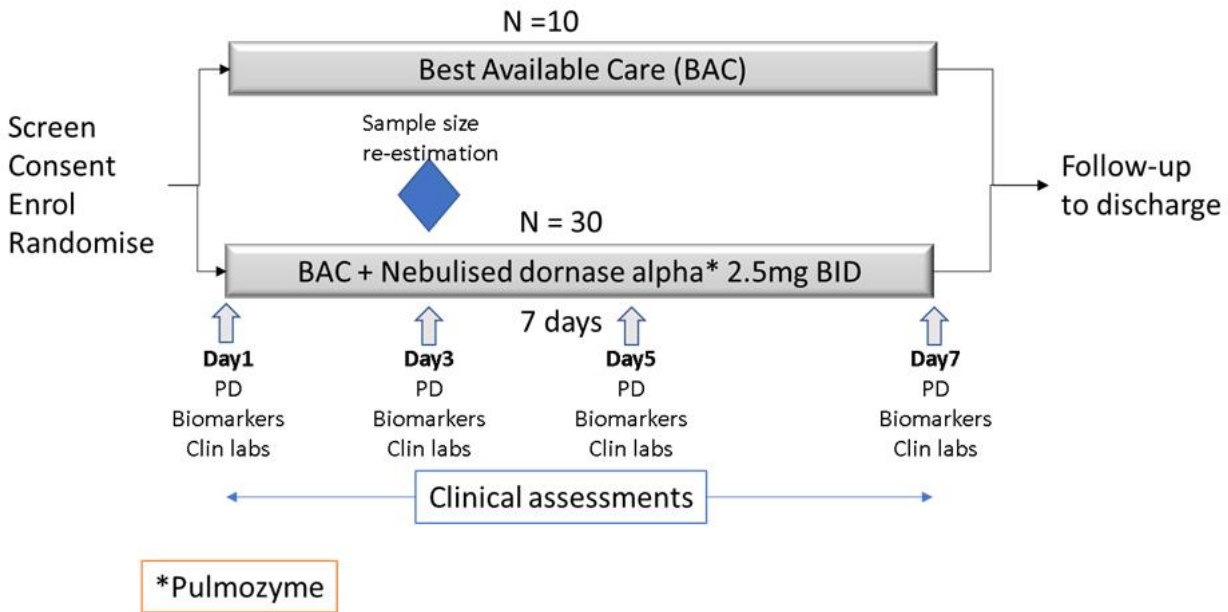 N =10
Best Available Care (BAC)
Screen
Consent
Enrol
Randomise
Sample size
re-estimation
Follow-up
to discharge
N = 30
BAC + Nebulised dornase alpha* 2.5mg BID
7 days
Day1
PD
Biomarkers
Clin labs
Day3
PD
Biomarkers
Clin labs
Day5
PD
Biomarkers
Clin labs
Day7
PD
Biomarkers
Clin labs
Clinical assessments
*Pulmozyme